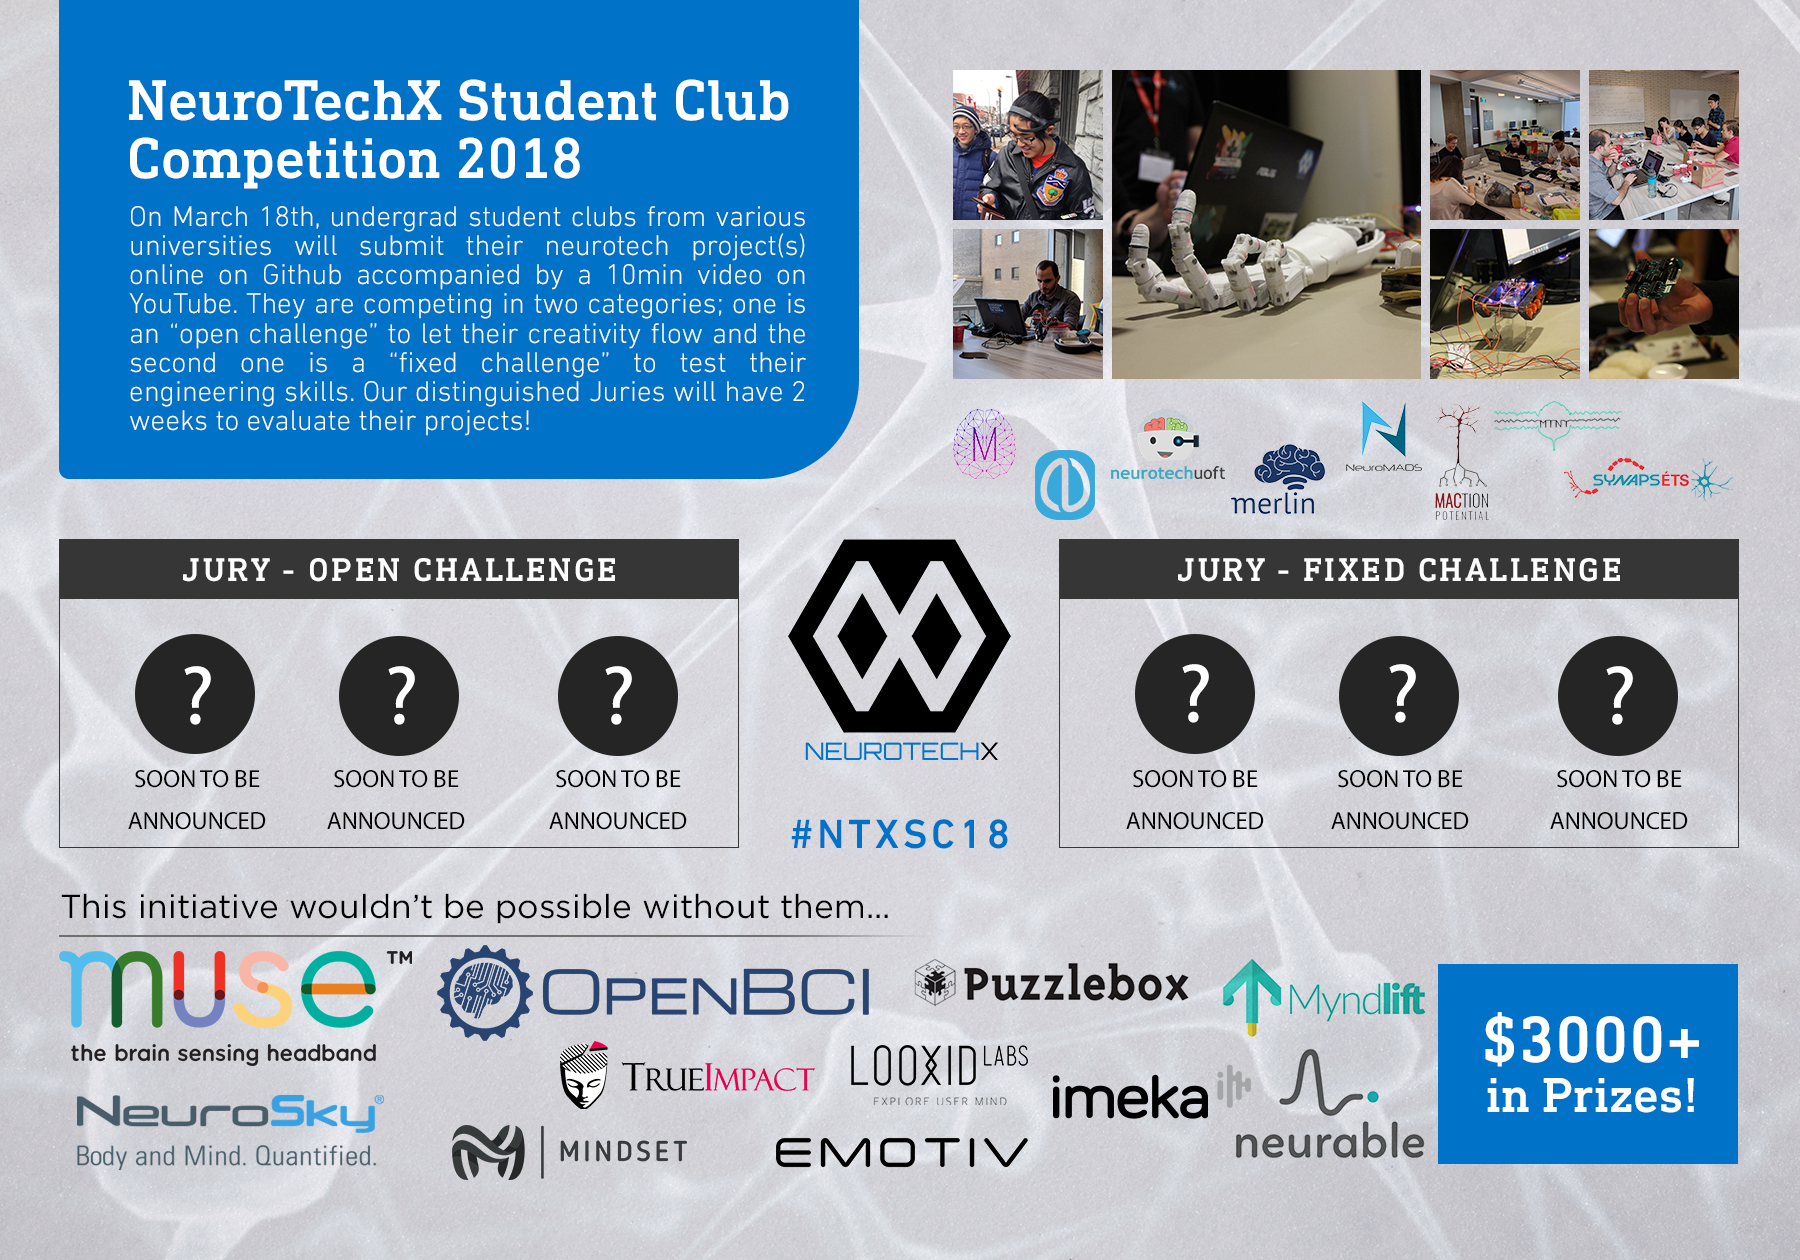 NeuroTechX Student Club
Competition 2018
On March 18th, undergrad student clubs from various
universities will submit their neurotech project(s)
online on Github accompanied by a 10min video on
YouTube. They are competing in two categories; one is
an “open challenge” to let their creativity flow and the
second one is a “fixed challenge” to test their
engineering skills. Our distinguished Juries will have 2
weeks to evaluate their projects!
ASUS
M
neurotechuoft
merlin
NeuroMADS
MACTION
POTENTIAL
MTNY
SYNAPSÉTS
JURY - OPEN CHALLENGE
? ? ?
SOON TO BE SOON TO BE SOON TO BE
ANNOUNCED ANNOUNCED ANNOUNCED
NEUROTECHX
#NTXSC18
JURY - FIXED CHALLENGE
? ? ?
SOON TO BE SOON TO BE SOON TO BE
ANNOUNCED ANNOUNCED ANNOUNCED
This initiative wouldn’t be possible without them...
muse™
the brain sensing headband
OPENBCI
Puzzlebox
Myndlift
NeuroSky®
Body and Mind. Quantified.
TRUEIMPACT
LOOXID LABS
EXPLORE USER MIND
imeka
neurable
MINDSET
EMOTIV
$3000+
in Prizes!